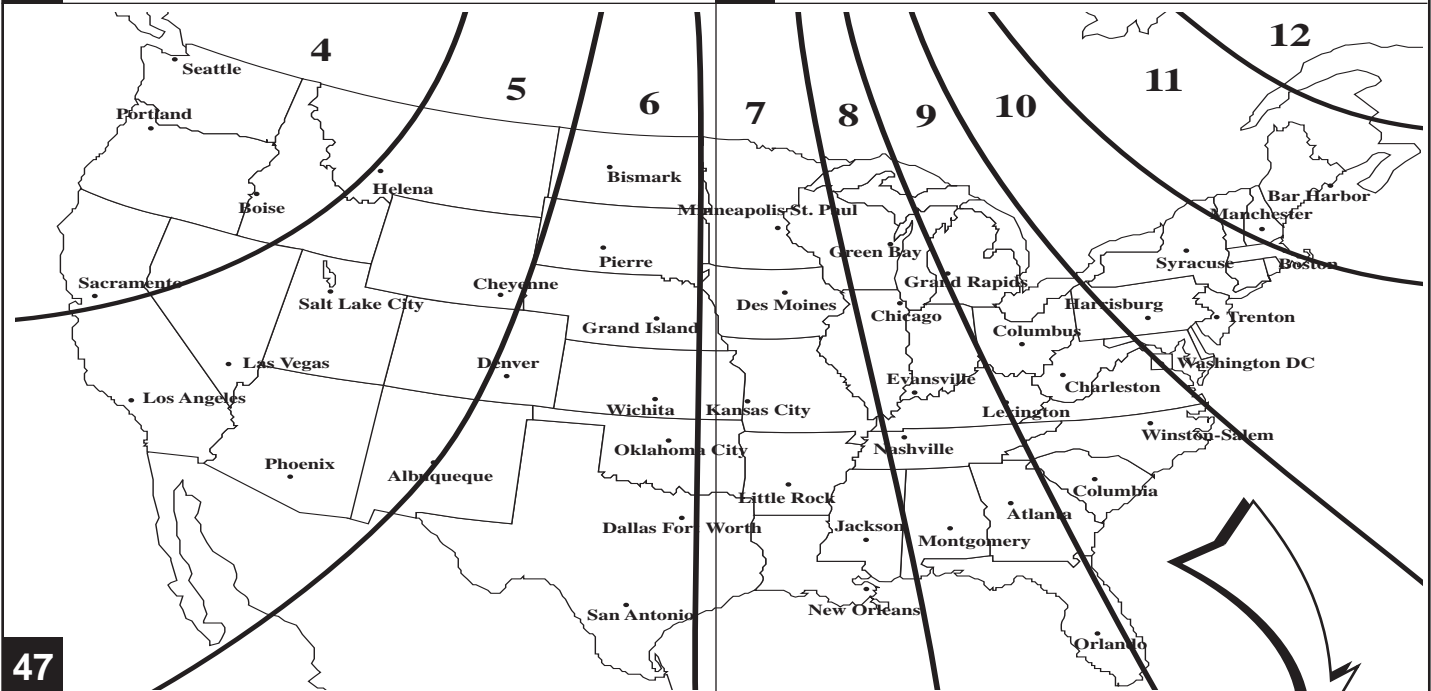 12
4
Seattle
11
5
6
10
7
8
9
Portland
Bismark
Helena
Boise
Bar Harbor
Minneapolis St. Paul
Manchester
Green Bay
Pierre
Syracuse
Boston
Sacramento
Cheyenne
Grand Rapids
Salt Lake City
Des Moines
Harrisburg
Chicago
Trenton
Grand Island
Columbus
Las Vegas
Denver
Washington DC
Evansville
Charleston
Los Angeles
Wichita
Kansas City
Lexington
Winston-Salem
Oklahoma City
Nashville
Phoenix
Albuqueque
Columbia
Little Rock
Atlanta
Dallas Fort Worth
Jackson
Montgomery
San Antonio
New Orleans
Orlando
47